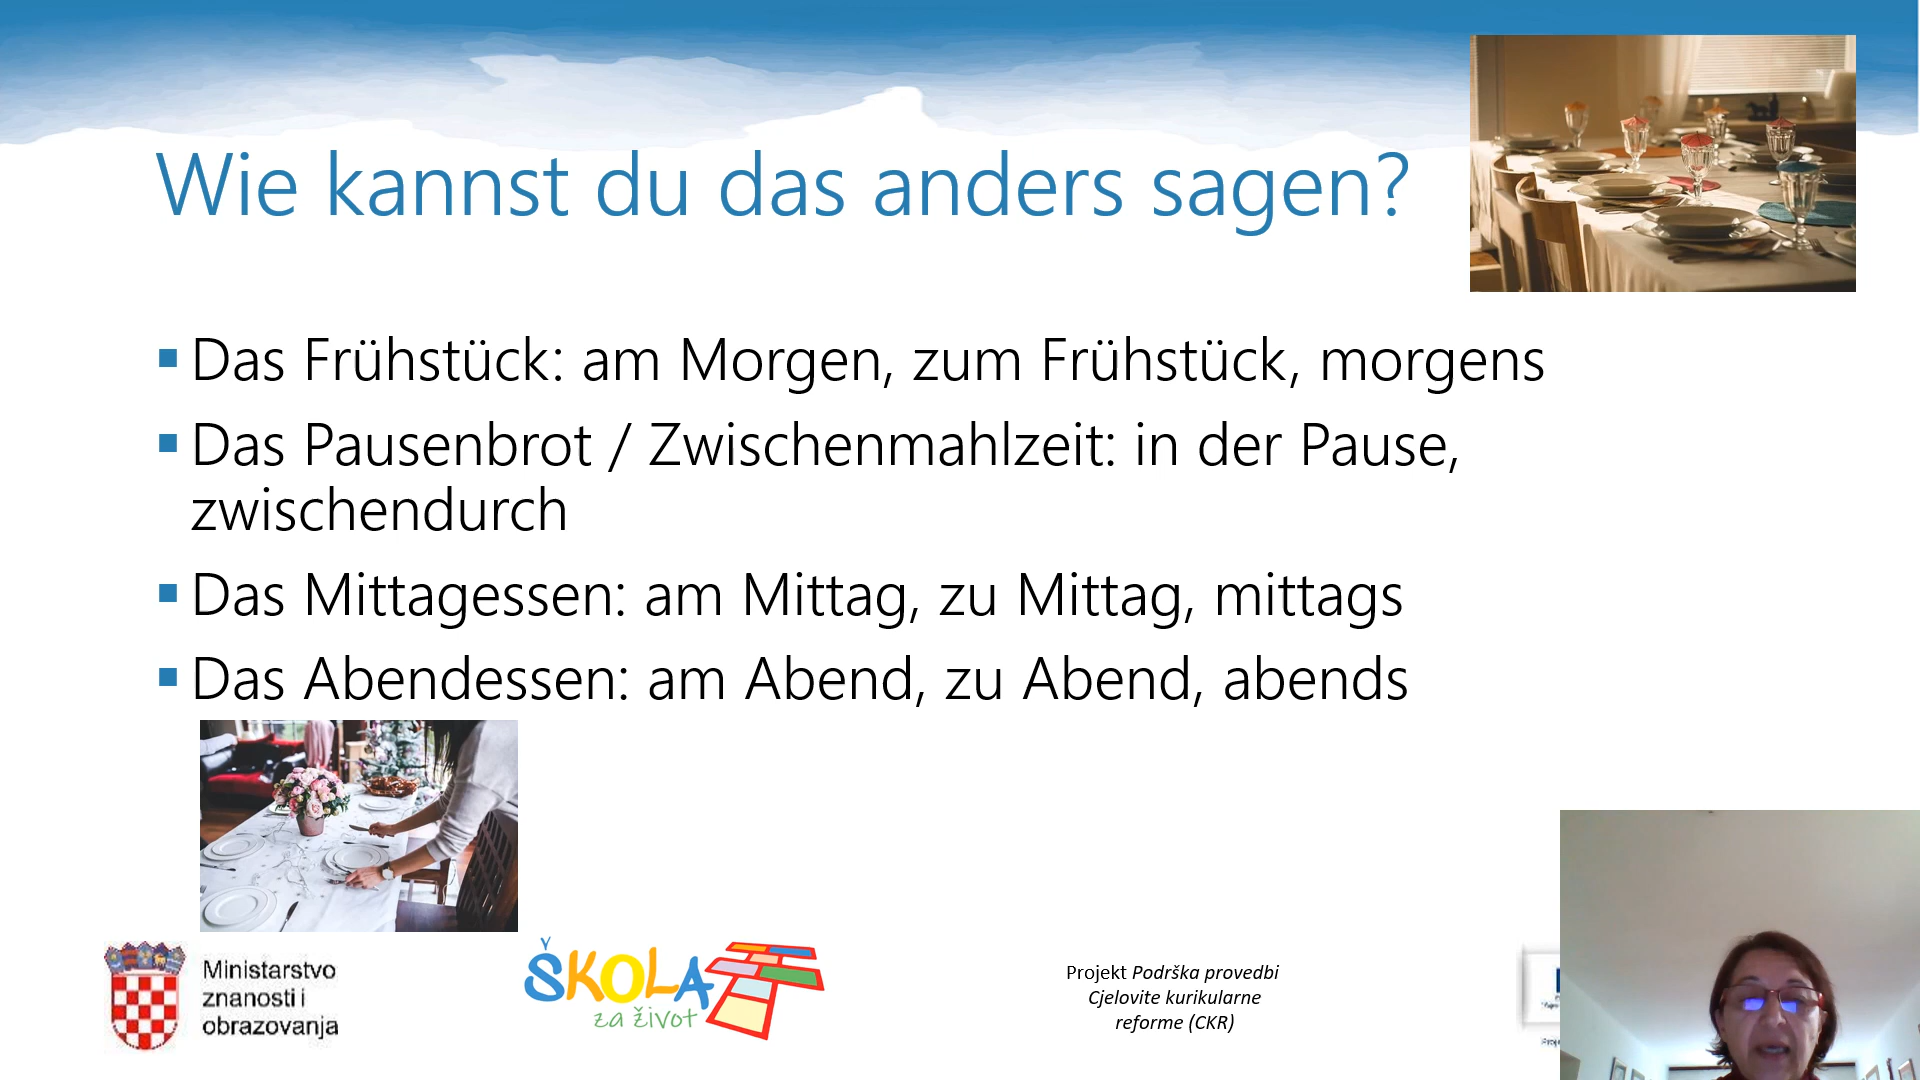 Wie kannst du das anders sagen?
Das Frühstück: am Morgen, zum Frühstück, morgens
Das Pausenbrot / Zwischenmahlzeit: in der Pause,
zwischendurch
Das Mittagessen: am Mittag, zu Mittag, mittags
Das Abendessen: am Abend, zu Abend, abends
Ministarstvo
znanosti i
obrazovanja
ŠKOLA
za život
Projekt Podrška provedbi
Cjelovite kurikularne
reforme (CKR)